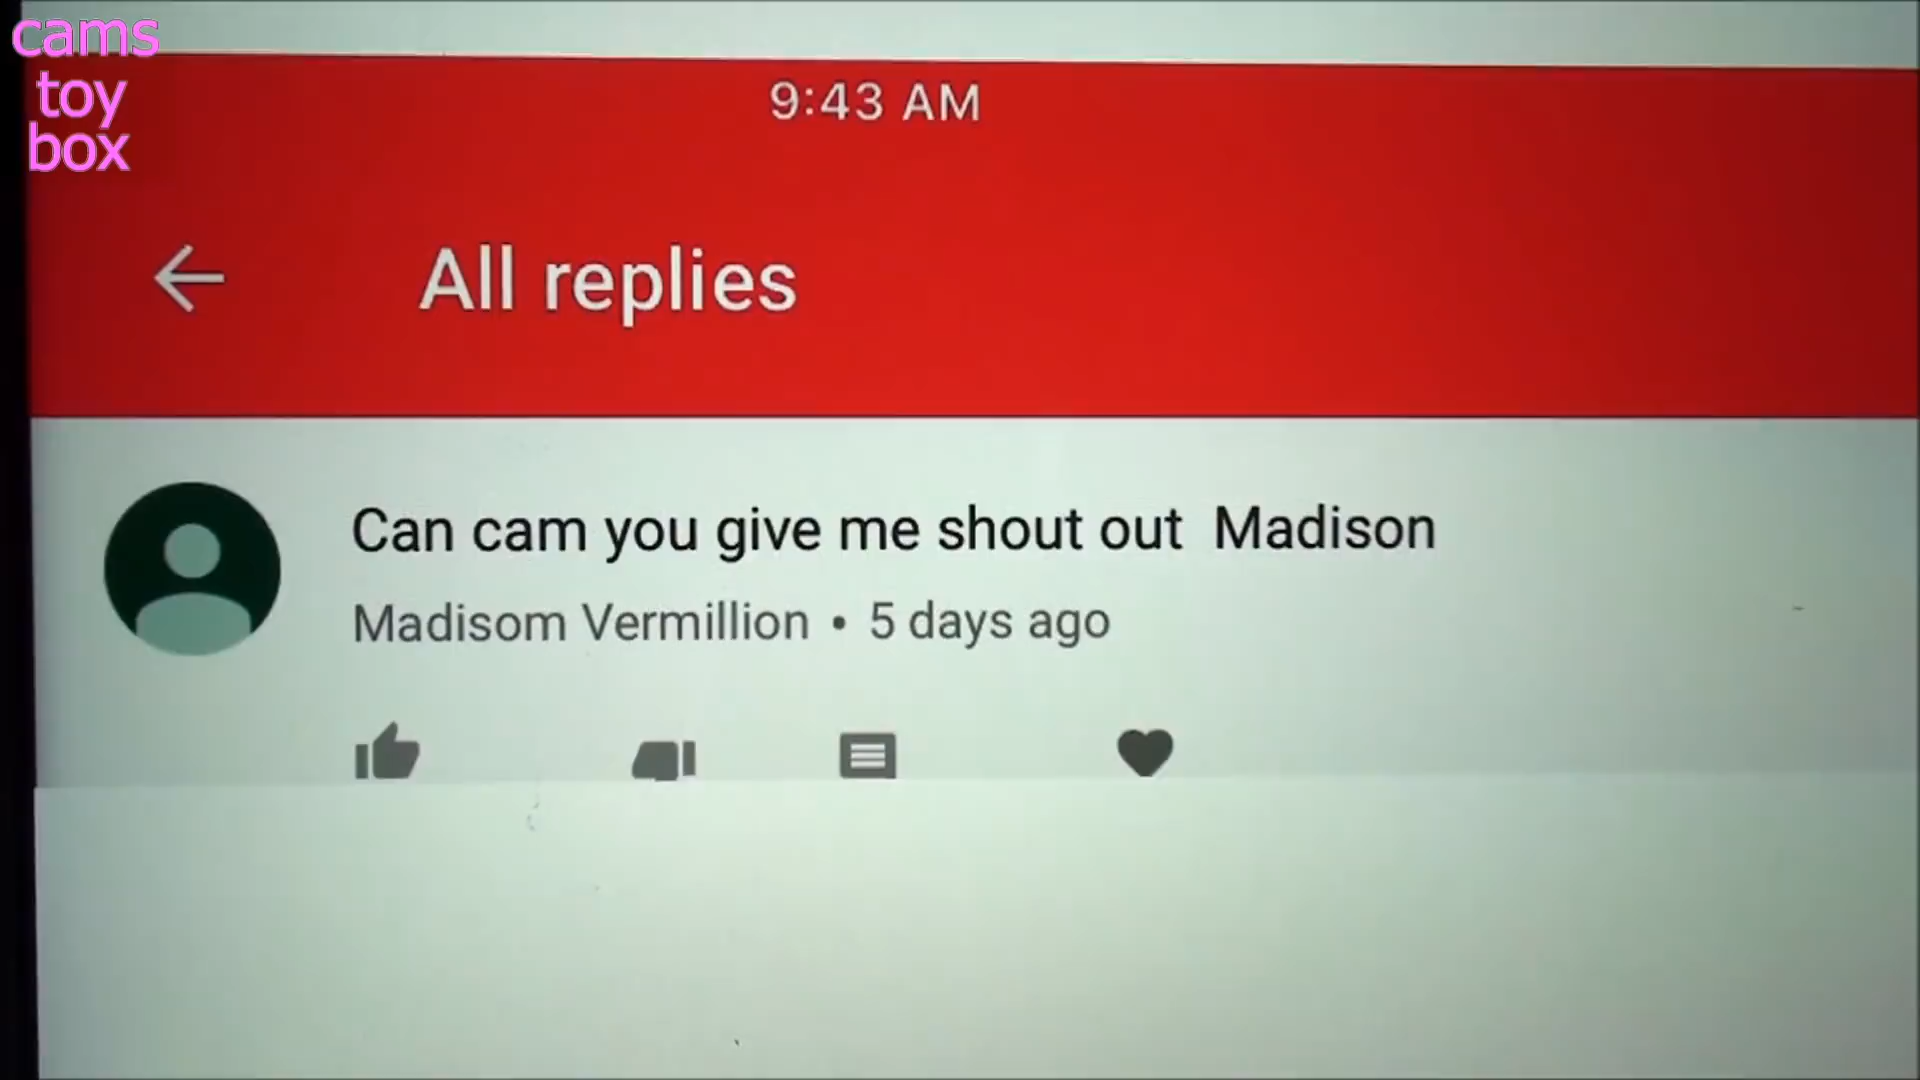 cams
toy
box
9:43 AM
All replies
Can cam you give me shout out  Madison
Madisom Vermillion • 5 days ago